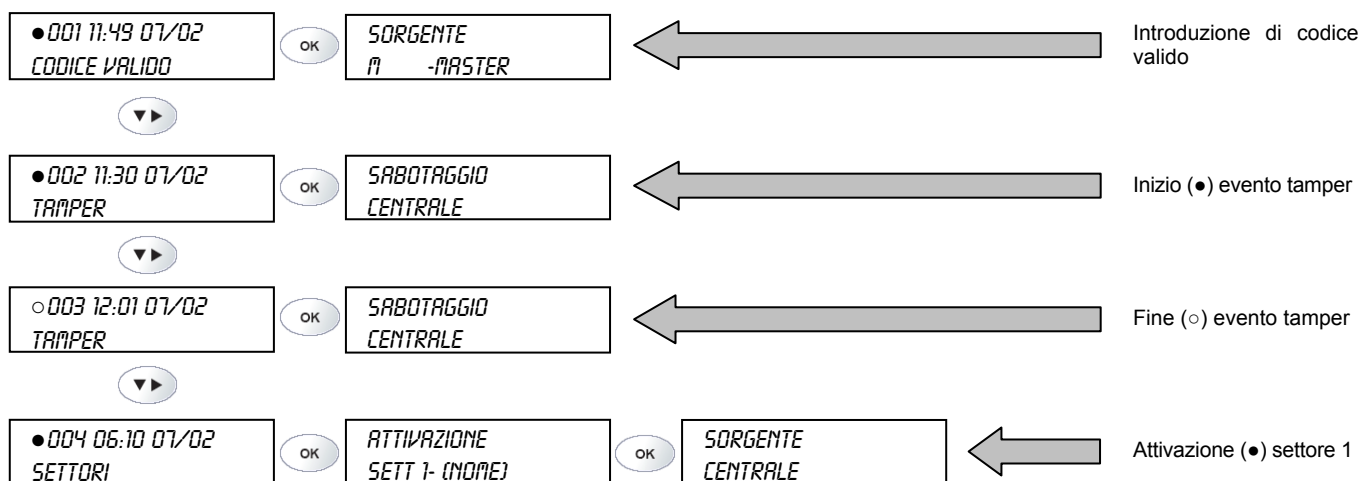 ●001 11:49 07/02
CODICE VALIDO
OK
SORGENTE
M -MASTER
Introduzione di codice
valido
▼►
●002 11:30 07/02
TAMPER
OK
SABOTAGGIO
CENTRALE
Inizio (●) evento tamper
▼►
○003 12:01 07/02
TAMPER
OK
SABOTAGGIO
CENTRALE
Fine (○) evento tamper
▼►
●004 06:10 07/02
SETTORI
OK
ATTIVAZIONE
SETT 1- (NOME)
OK
SORGENTE
CENTRALE
Attivazione (●) settore 1